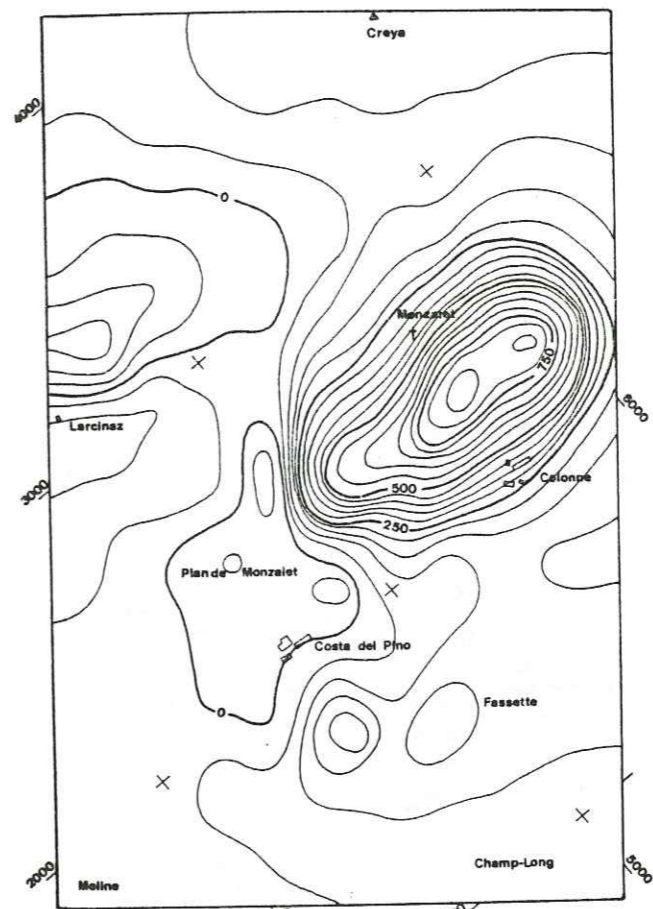 Creya
4000
0
Monzalet
750
6000
Larcinaz
3000
500
Colonne
250
Plan de Monzalet
Costa del Pino
0
Fassette
2000
Moline
Champ-Long
5000